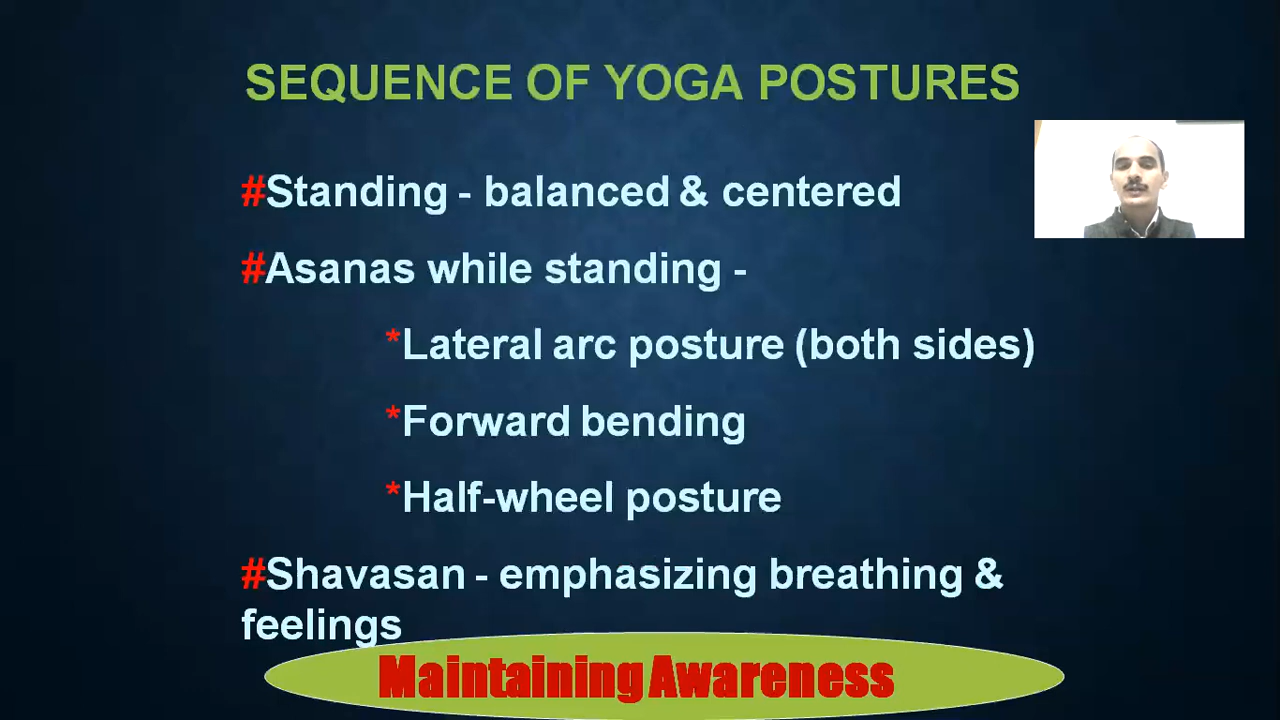 SEQUENCE OF YOGA POSTURES
#Standing - balanced & centered
#Asanas while standing -
*Lateral arc posture (both sides)
*Forward bending
*Half-wheel posture
#Shavasan - emphasizing breathing &
feelings
Maintaining Awareness